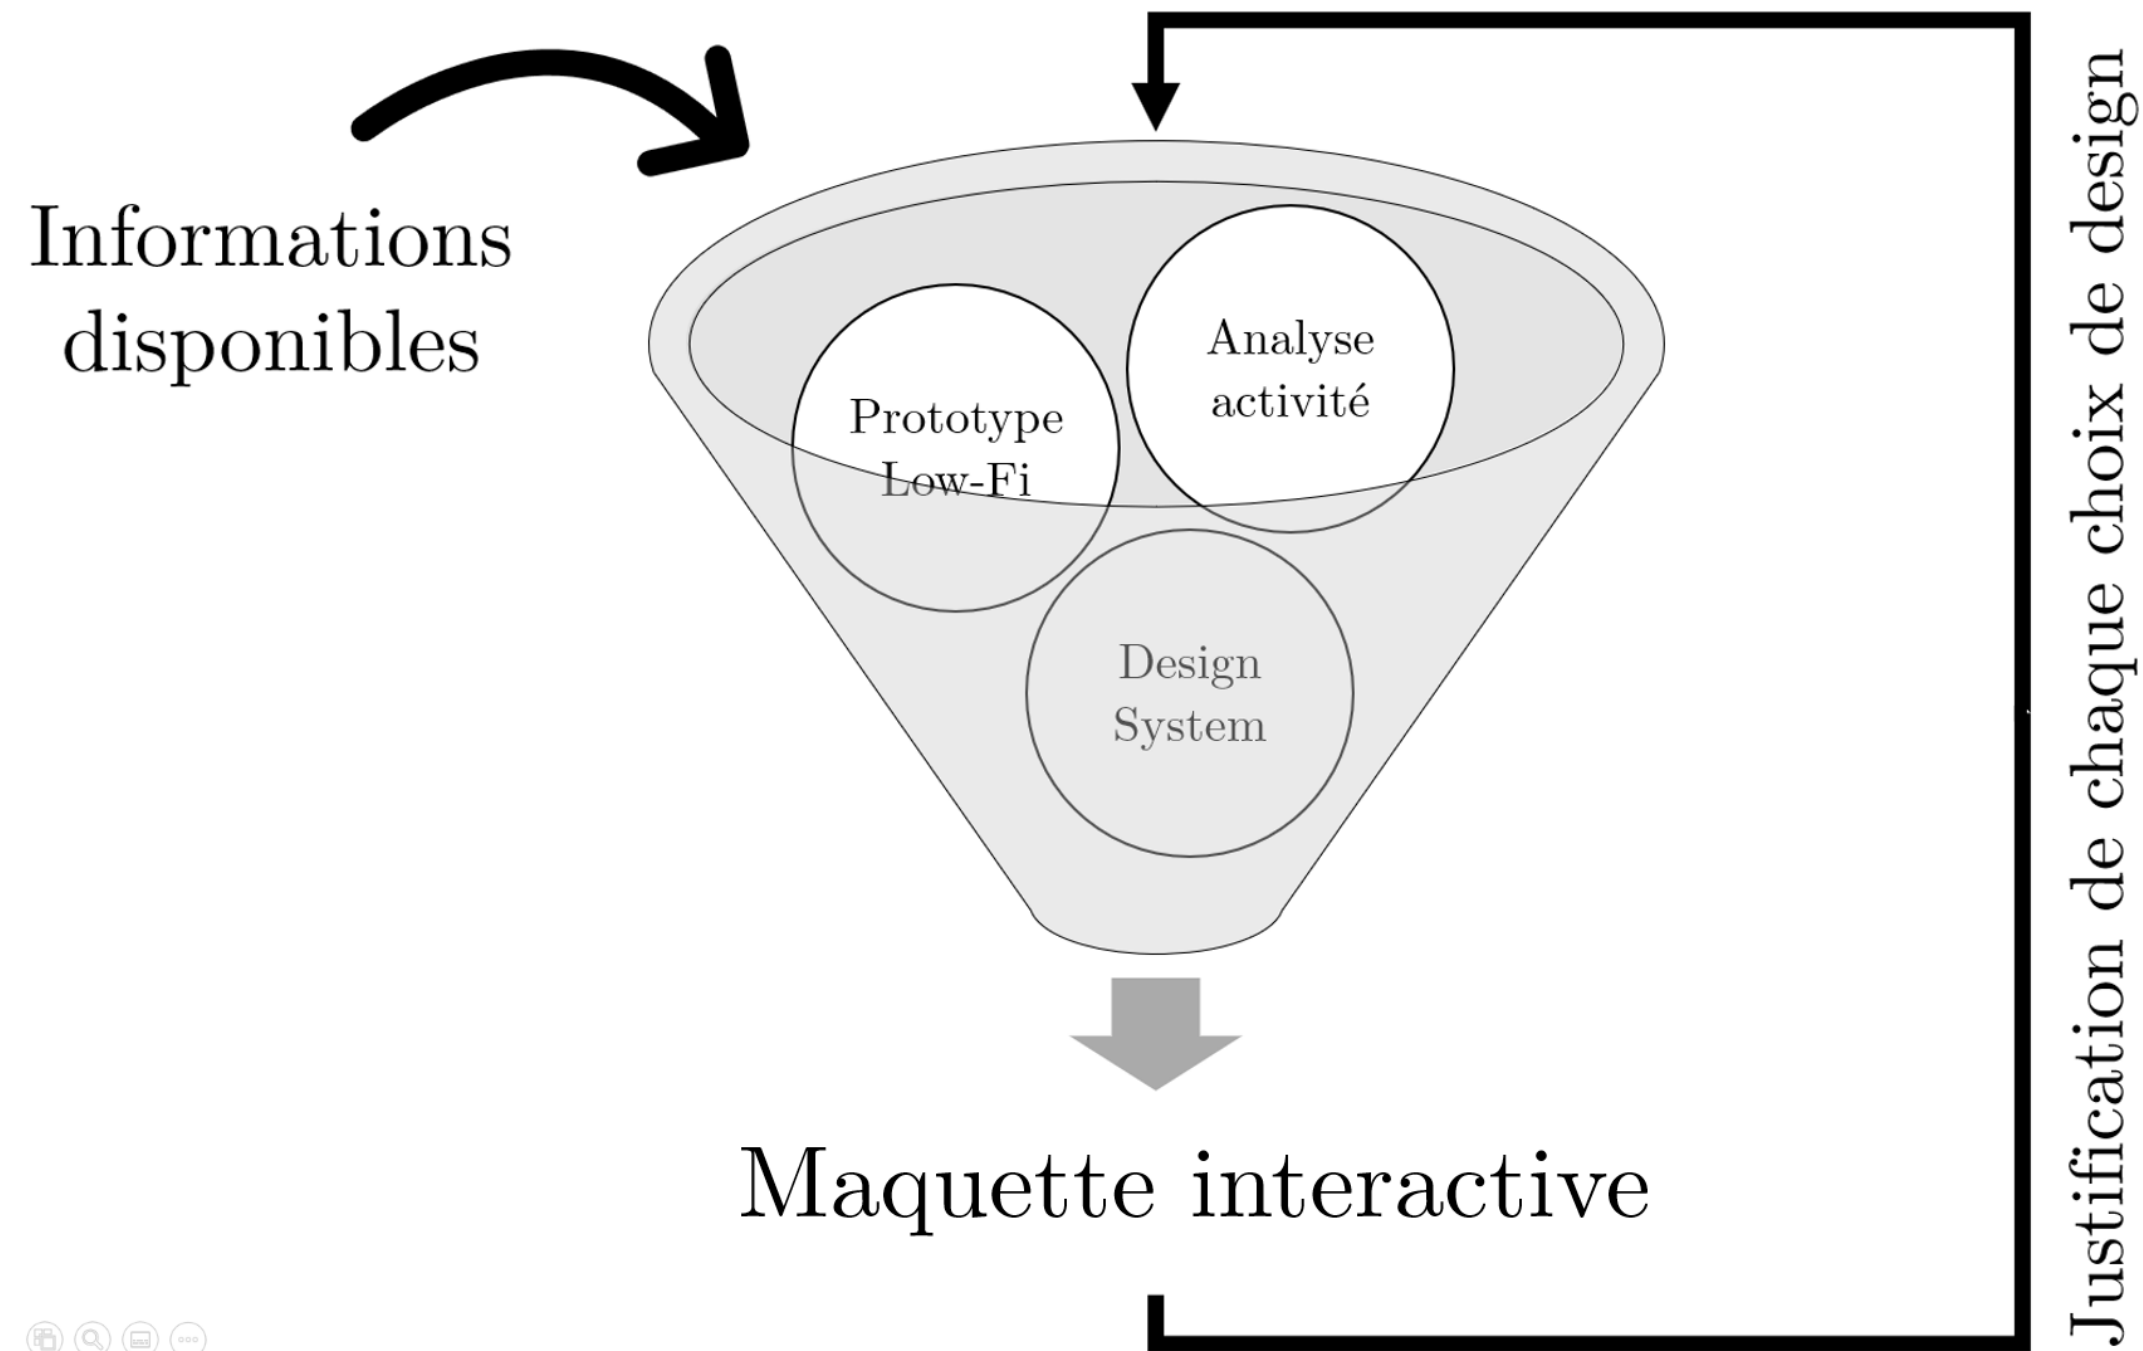 Informations
disponibles
Analyse
activité
Prototype
Low-Fi
Design
System
Maquette interactive
Justification de chaque choix de design